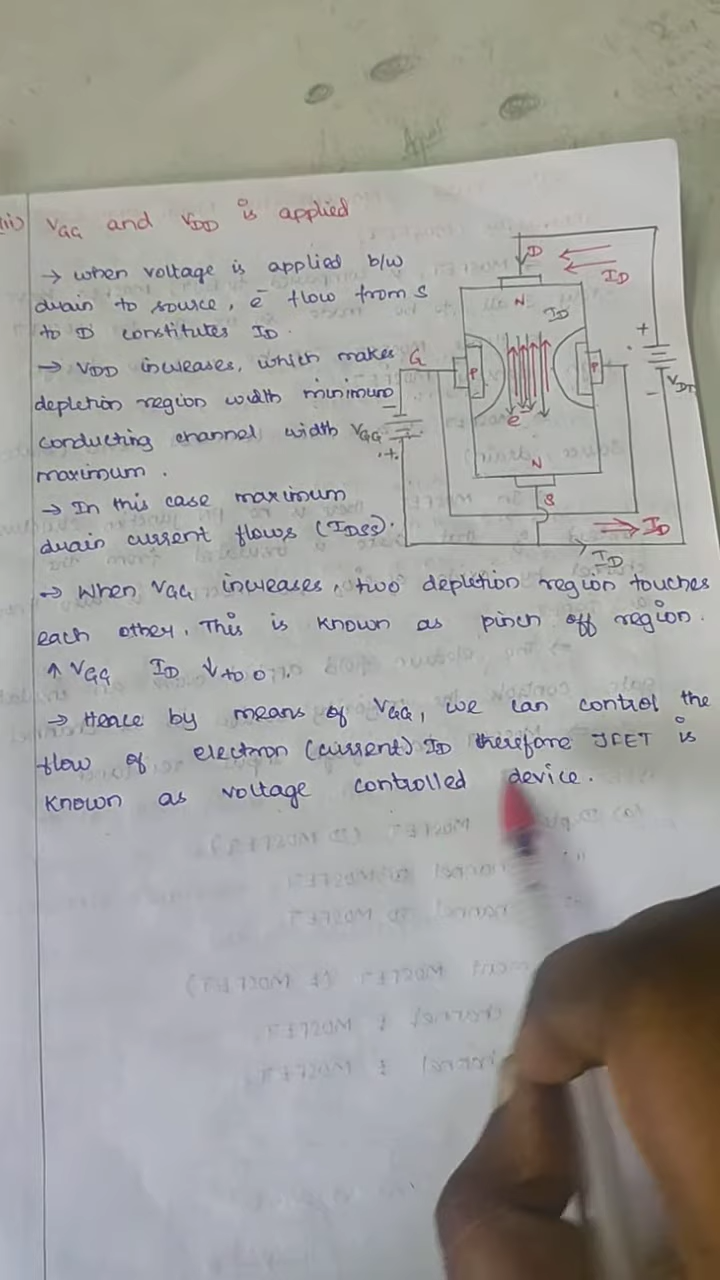 (iii) VGG and VDD is applied
→ when voltage is applied b/w
drain to source, e⁻ flow from S
to D constitutes ID.
→ VDD increases, which makes
depletion region width minimum
conducting channel width
maximum.
→ In this case maximum
drain current flows (IDSS).
→ When VGG increases, two depletion region touches
each other. This is known as pinch off region.
↑ VGG ID ↓ to 0.
→ Hence by means of VGG, we can control the
flow of electron (current) ID therefore JFET is
known as voltage controlled device.
D
ID
N
ID
G
P
P
+
VDD
-
e⁻
VGG
+
N
S
ID
ID